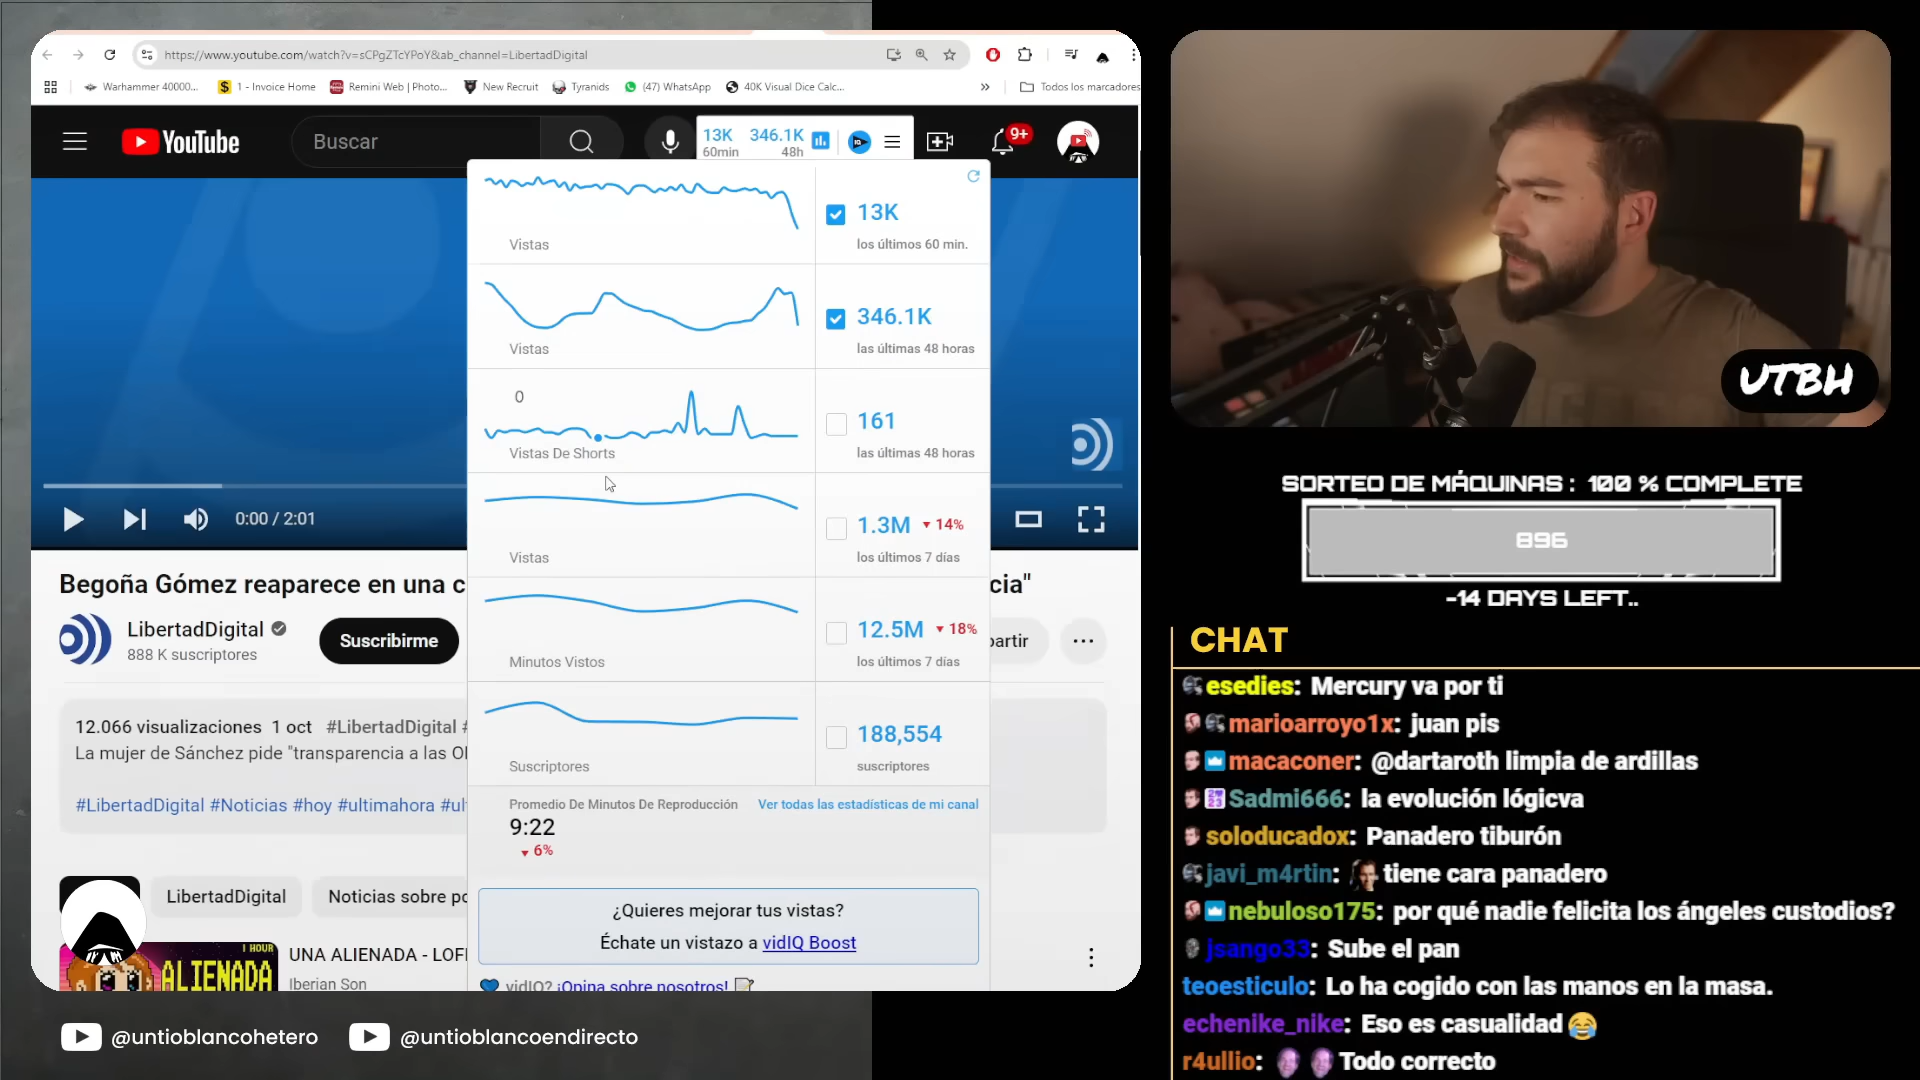 https://www.youtube.com/watch?v=sCPgZTcYPoY&ab_channel=LibertadDigital
Warhammer 40000...
$ 1 - Invoice Home
Remini Web | Photo...
New Recruit
Tyranids
(47) WhatsApp
40K Visual Dice Calc...
»
Todos los marcadores
YouTube
Buscar
13K
60min
346.1K
48h
9+
13K
Vistas
los últimos 60 min.
346.1K
Vistas
las últimas 48 horas
0
161
Vistas De Shorts
las últimas 48 horas
1.3M ▼ 14%
Vistas
los últimos 7 días
12.5M ▼ 18%
Minutos Vistos
los últimos 7 días
188,554
Suscriptores
suscriptores
Promedio De Minutos De Reproducción
Ver todas las estadísticas de mi canal
9:22
▼ 6%
¿Quieres mejorar tus vistas?
Échate un vistazo a vidIQ Boost
vidIQ? ¡Opina sobre nosotros!
0:00 / 2:01
Begoña Gómez reaparece en una c
cia"
LibertadDigital
888 K suscriptores
Suscribirme
partir
12.066 visualizaciones 1 oct #LibertadDigital #
La mujer de Sánchez pide "transparencia a las O
#LibertadDigital #Noticias #hoy #ultimahora #ul
LibertadDigital
Noticias sobre po
1 HOUR
ALIENADA
UNA ALIENADA - LOF
Iberian Son
@untioblancohetero
@untioblancoendirecto
UTBH
SORTEO DE MÁQUINAS : 100 % COMPLETE
896
-14 DAYS LEFT..
CHAT
esedies: Mercury va por ti
marioarroyo1x: juan pis
macaconer: @dartaroth limpia de ardillas
Sadmi666: la evolución lógicva
soloducadox: Panadero tiburón
javi_m4rtin: tiene cara panadero
nebuloso175: por qué nadie felicita los ángeles custodios?
jsango33: Sube el pan
teoesticulo: Lo ha cogido con las manos en la masa.
echenike_nike: Eso es casualidad 😂
r4ullio: Todo correcto